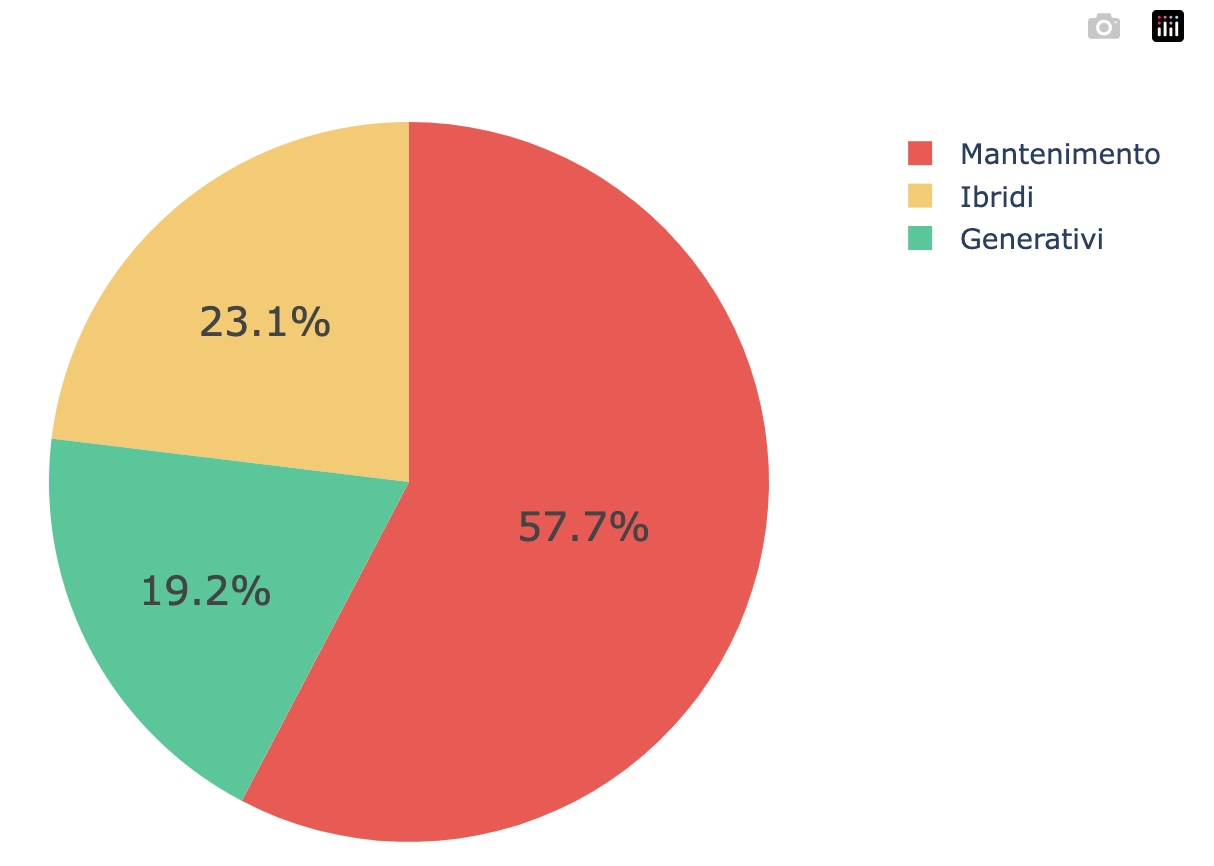 Mantenimento
Ibridi
Generativi
23.1%
57.7%
19.2%